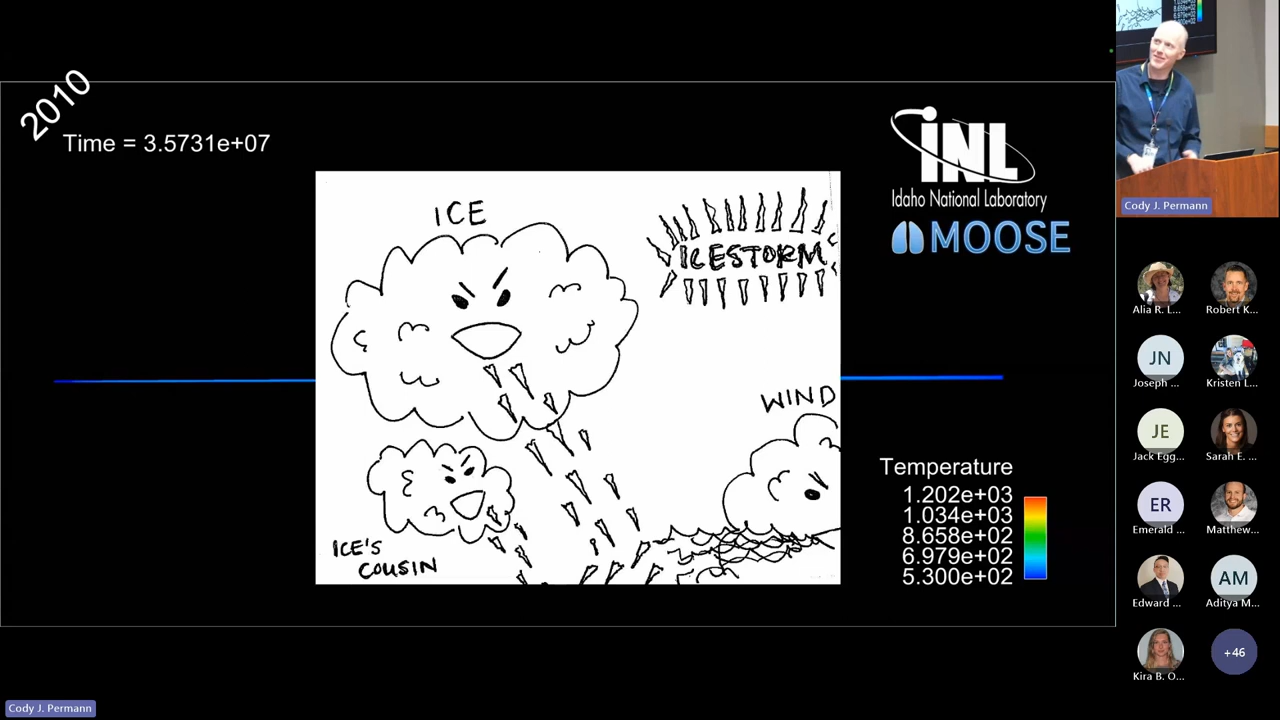 2010
Time = 3.5731e+07
INL
Idaho National Laboratory
MOOSE
ICE
ICESTORM
WIND
ICE'S
COUSIN
Temperature
1.202e+03
1.034e+03
8.658e+02
6.979e+02
5.300e+02
Cody J. Permann
Alia R. L...
Robert K...
JN
Joseph ...
Kristen L...
JE
Jack Egg...
Sarah E. ...
ER
Emerald ...
Matthew...
Edward ...
AM
Aditya M...
Kira B. O...
+46
Cody J. Permann